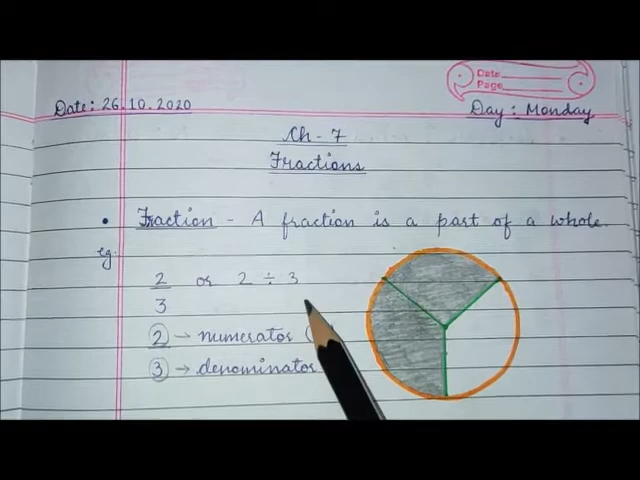 Date
Page
Date: 26.10.2020
Day: Monday
Ch-7
Fractions
• Fraction - A fraction is a part of a whole.
eg.
2/3 or 2 ÷ 3
2 → numerator (
3 → denominator